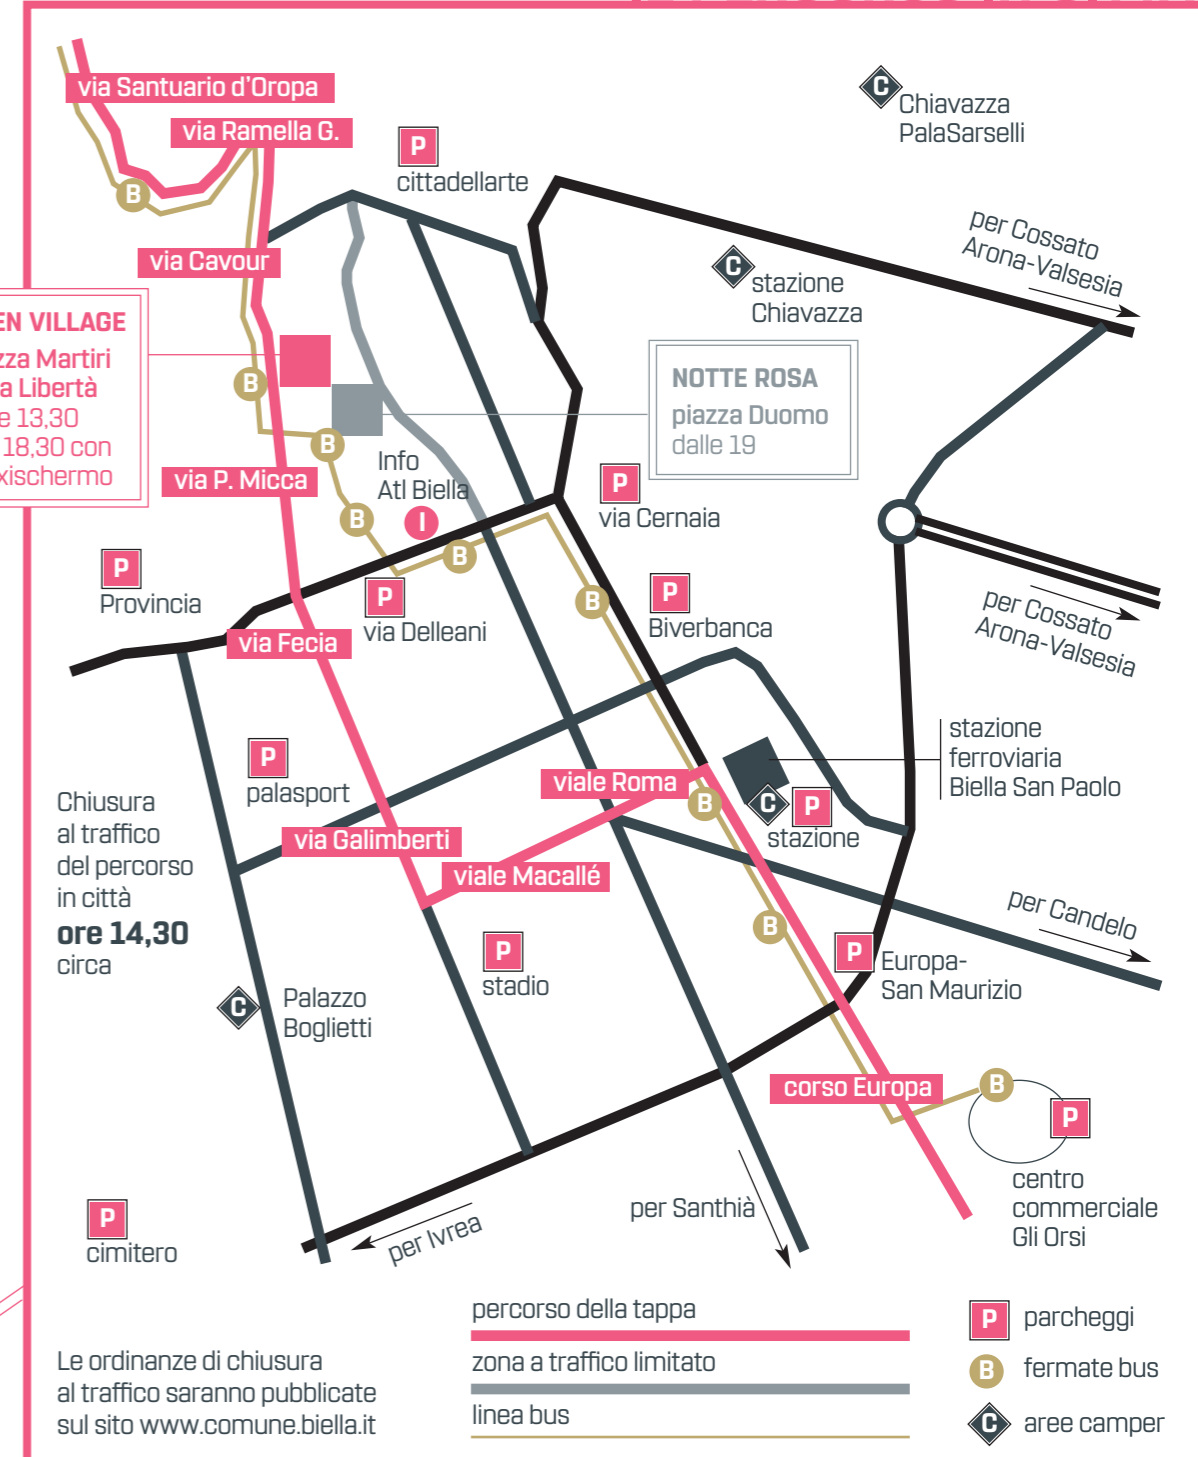 via Santuario d'Oropa
via Ramella G.
P
cittadellarte
C
Chiavazza
PalaSarselli
B
via Cavour
C
stazione
Chiavazza
per Cossato
Arona-Valsesia
EN VILLAGE
Martiri
Libertà
13,30
18,30 con
B
NOTTE ROSA
piazza Duomo
dalle 19
B
Info
Atl Biella
I
via P. Micca
B
B
P
via Cernaia
P
Provincia
P
via Delleani
B
P
Biverbanca
per Cossato
Arona-Valsesia
via Fecia
P
palasport
stazione
ferroviaria
Biella San Paolo
viale Roma
B
C
P
stazione
Chiusura
al traffico
del percorso
in città
ore 14,30
circa
via Galimberti
viale Macallé
B
per Candelo
P
stadio
P
Europa-
San Maurizio
C
Palazzo
Boglietti
corso Europa
B
P
centro
commerciale
Gli Orsi
P
cimitero
per Ivrea
per Santhià
Le ordinanze di chiusura
al traffico saranno pubblicate
sul sito www.comune.biella.it
percorso della tappa
zona a traffico limitato
linea bus
P parcheggi
B fermate bus
C aree camper